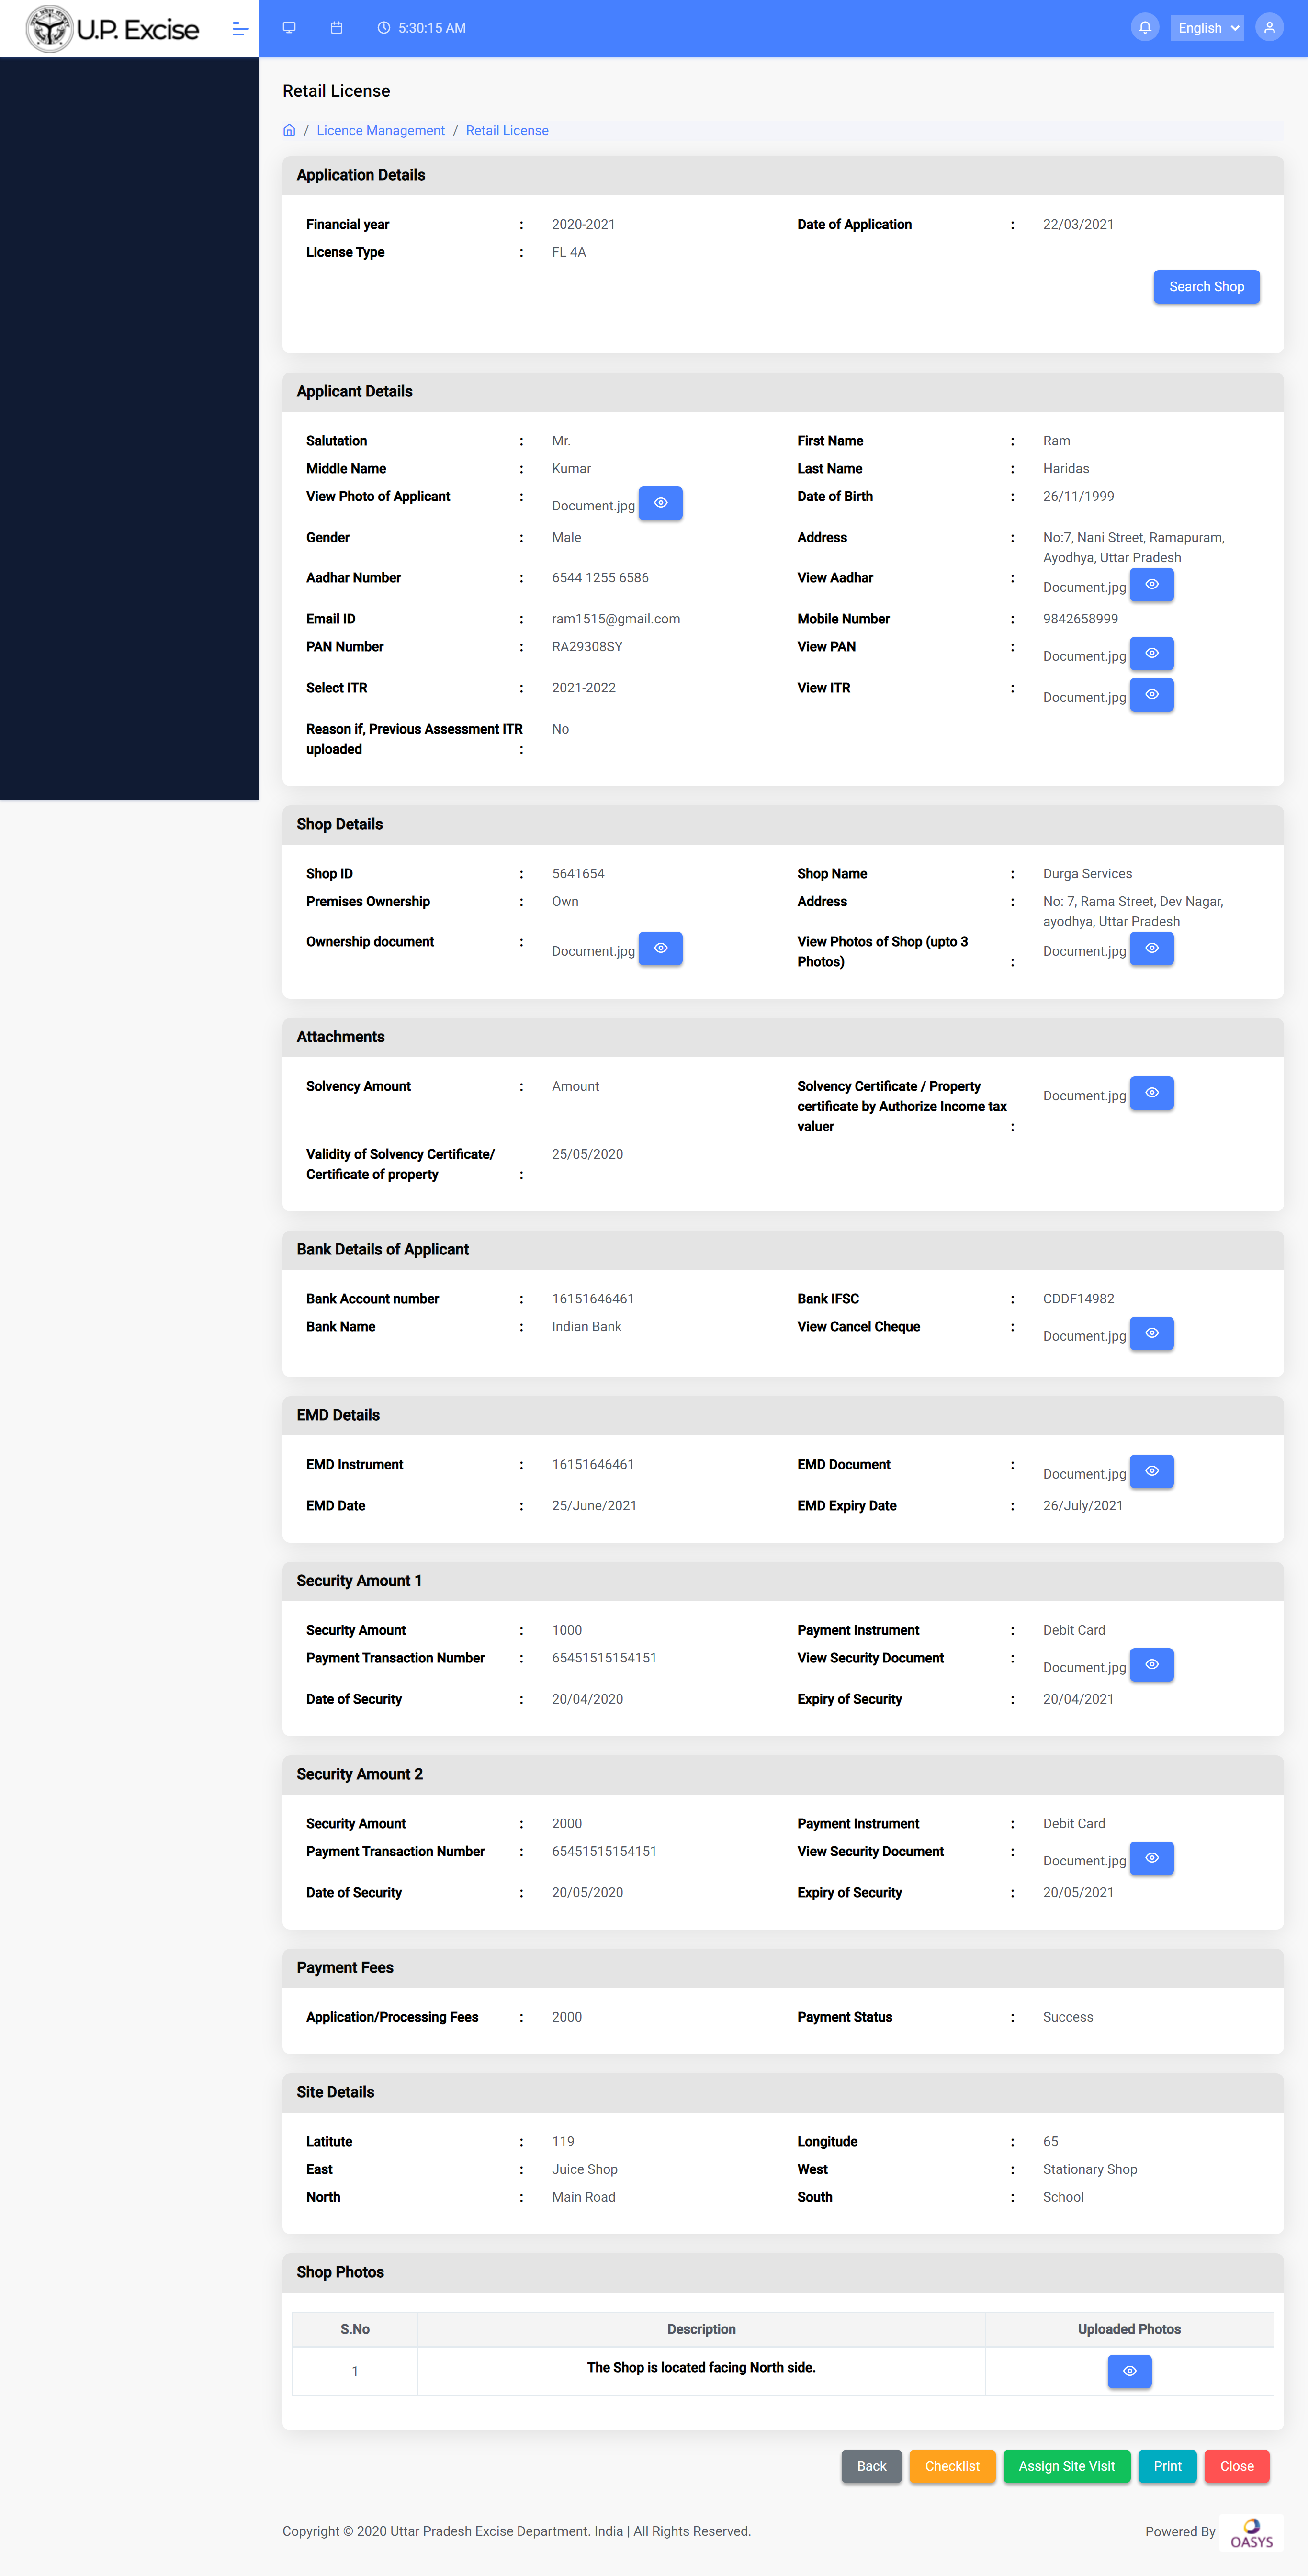 U.P. Excise
5:30:15 AM
English
Retail License
/ Licence Management / Retail License
Application Details
Financial year : 2020-2021 Date of Application : 22/03/2021
License Type : FL 4A
Search Shop
Applicant Details
Salutation : Mr. First Name : Ram
Middle Name : Kumar Last Name : Haridas
View Photo of Applicant : Document.jpg Date of Birth : 26/11/1999
Gender : Male Address : No:7, Nani Street, Ramapuram,
Ayodhya, Uttar Pradesh
Aadhar Number : 6544 1255 6586 View Aadhar : Document.jpg
Email ID : ram1515@gmail.com Mobile Number : 9842658999
PAN Number : RA29308SY View PAN : Document.jpg
Select ITR : 2021-2022 View ITR : Document.jpg
Reason if, Previous Assessment ITR No
uploaded :
Shop Details
Shop ID : 5641654 Shop Name : Durga Services
Premises Ownership : Own Address : No: 7, Rama Street, Dev Nagar,
ayodhya, Uttar Pradesh
Ownership document : Document.jpg View Photos of Shop (upto 3 Document.jpg
Photos) :
Attachments
Solvency Amount : Amount Solvency Certificate / Property Document.jpg
certificate by Authorize Income tax
valuer :
Validity of Solvency Certificate/ 25/05/2020
Certificate of property :
Bank Details of Applicant
Bank Account number : 16151646461 Bank IFSC : CDDF14982
Bank Name : Indian Bank View Cancel Cheque : Document.jpg
EMD Details
EMD Instrument : 16151646461 EMD Document : Document.jpg
EMD Date : 25/June/2021 EMD Expiry Date : 26/July/2021
Security Amount 1
Security Amount : 1000 Payment Instrument : Debit Card
Payment Transaction Number : 65451515154151 View Security Document : Document.jpg
Date of Security : 20/04/2020 Expiry of Security : 20/04/2021
Security Amount 2
Security Amount : 2000 Payment Instrument : Debit Card
Payment Transaction Number : 65451515154151 View Security Document : Document.jpg
Date of Security : 20/05/2020 Expiry of Security : 20/05/2021
Payment Fees
Application/Processing Fees : 2000 Payment Status : Success
Site Details
Latitute : 119 Longitude : 65
East : Juice Shop West : Stationary Shop
North : Main Road South : School
Shop Photos
S.No Description Uploaded Photos
1 The Shop is located facing North side.
Back Checklist Assign Site Visit Print Close
Copyright © 2020 Uttar Pradesh Excise Department. India | All Rights Reserved. Powered By OASYS